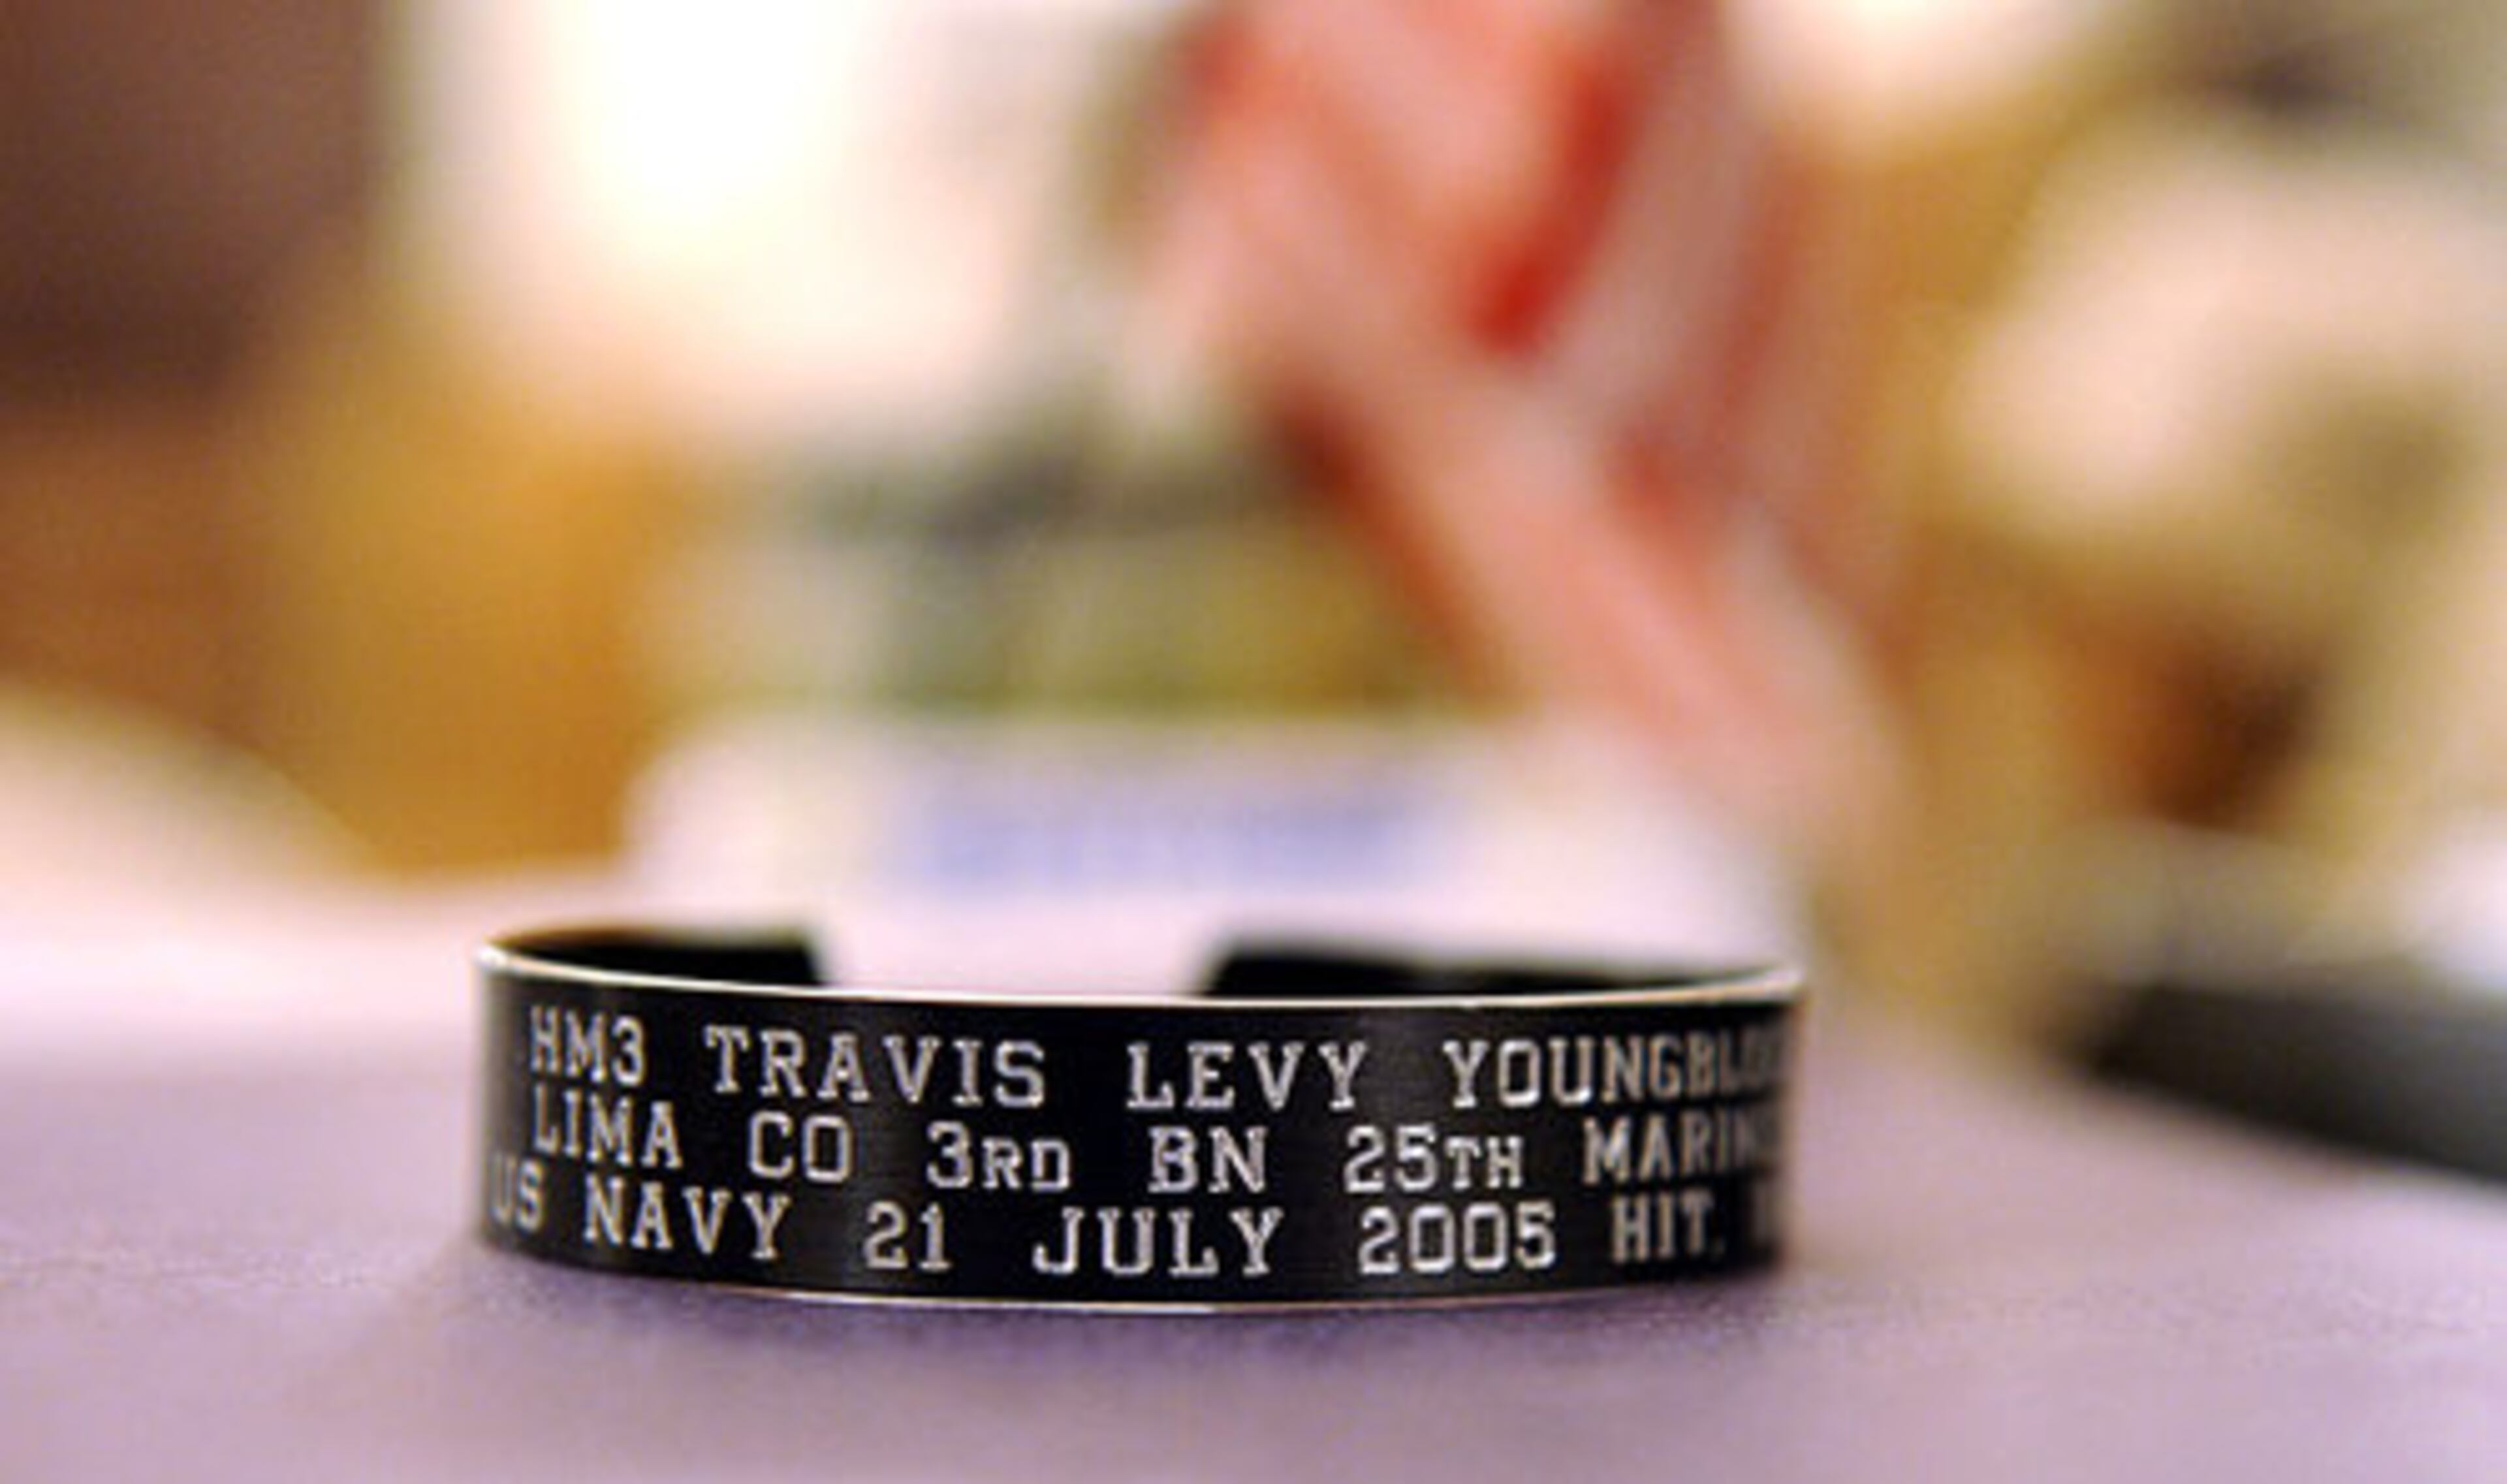 HM3 TRAVIS LEVY
LIMA CO 3RD BN 25TH
US NAVY 21 JULY 2005 HIT,